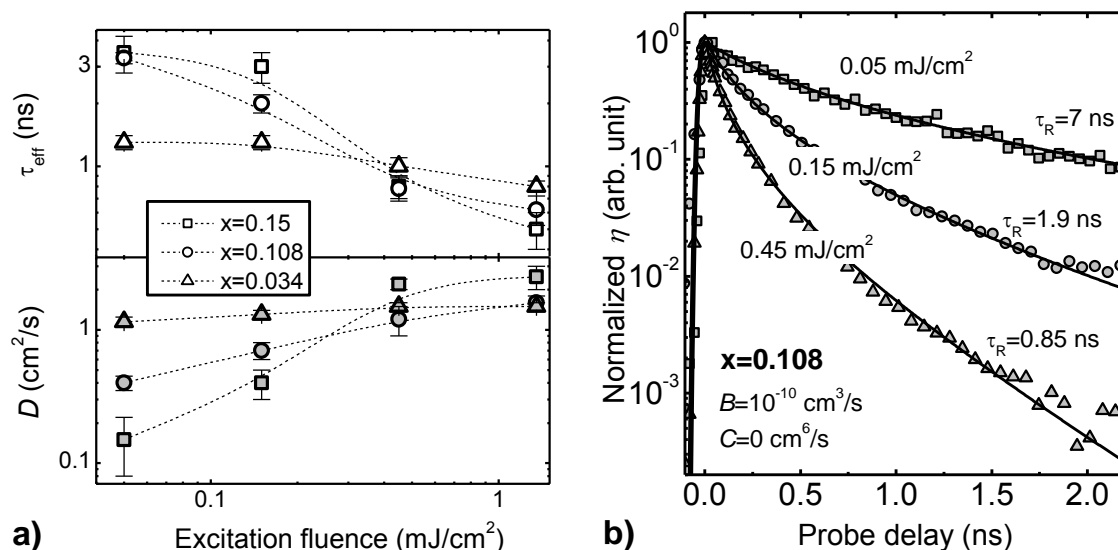 3
1
τeff (ns)
x=0.15
x=0.108
x=0.034
1
0.1
D (cm²/s)
0.1
1
Excitation fluence (mJ/cm²)
a)
10⁰
10⁻¹
10⁻²
10⁻³
Normalized η (arb. unit)
0.05 mJ/cm²
τR=7 ns
0.15 mJ/cm²
τR=1.9 ns
0.45 mJ/cm²
τR=0.85 ns
x=0.108
B=10⁻¹⁰ cm³/s
C=0 cm⁶/s
0.0 0.5 1.0 1.5 2.0
Probe delay (ns)
b)